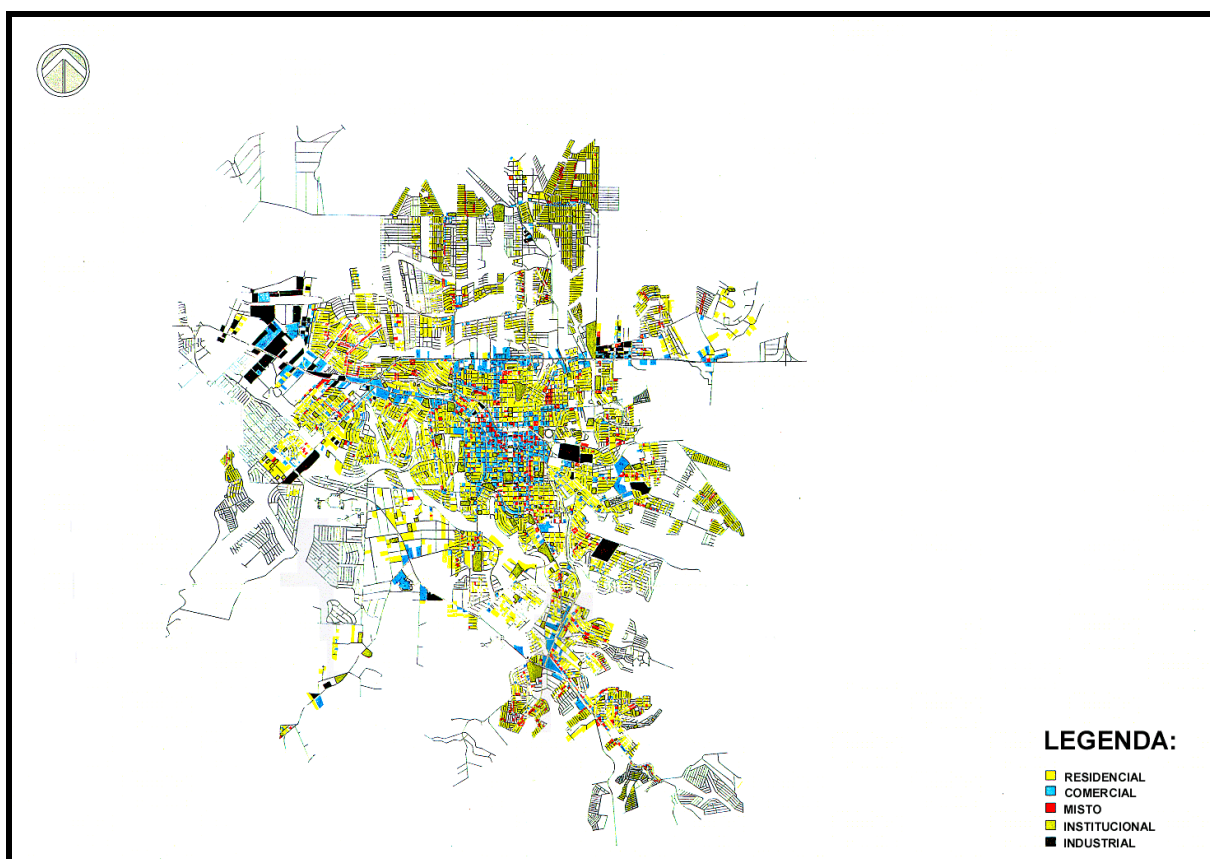 LEGENDA:
RESIDENCIAL
COMERCIAL
MISTO
INSTITUCIONAL
INDUSTRIAL